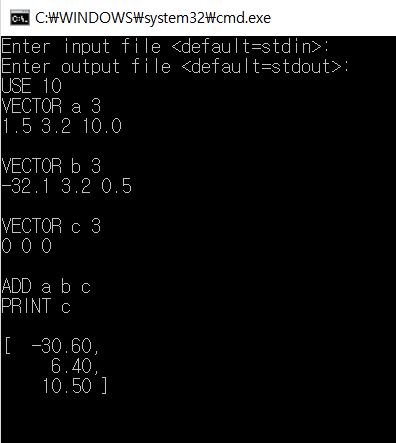 C:₩WINDOWS₩system32₩cmd.exe
Enter input file <default=stdin>:
Enter output file <default=stdout>:
USE 10
VECTOR a 3
1.5 3.2 10.0
VECTOR b 3
-32.1 3.2 0.5
VECTOR c 3
0 0 0
ADD a b c
PRINT c
[  -30.60,
6.40,
10.50 ]